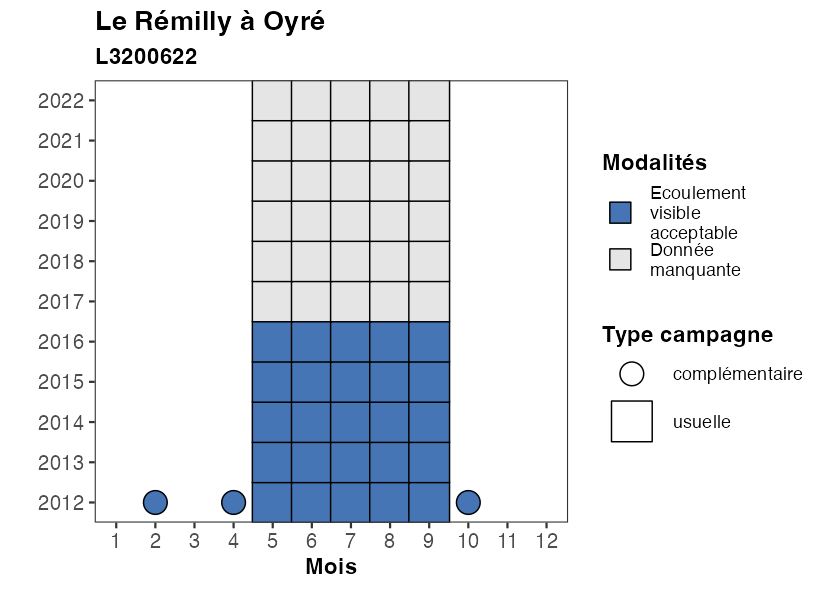 Le Rémilly à Oyré
L3200622
2022
2021
2020
2019
2018
2017
2016
2015
2014
2013
2012
1 2 3 4 5 6 7 8 9 10 11 12
Mois
Modalités
Ecoulement
visible
acceptable
Donnée
manquante
Type campagne
complémentaire
usuelle